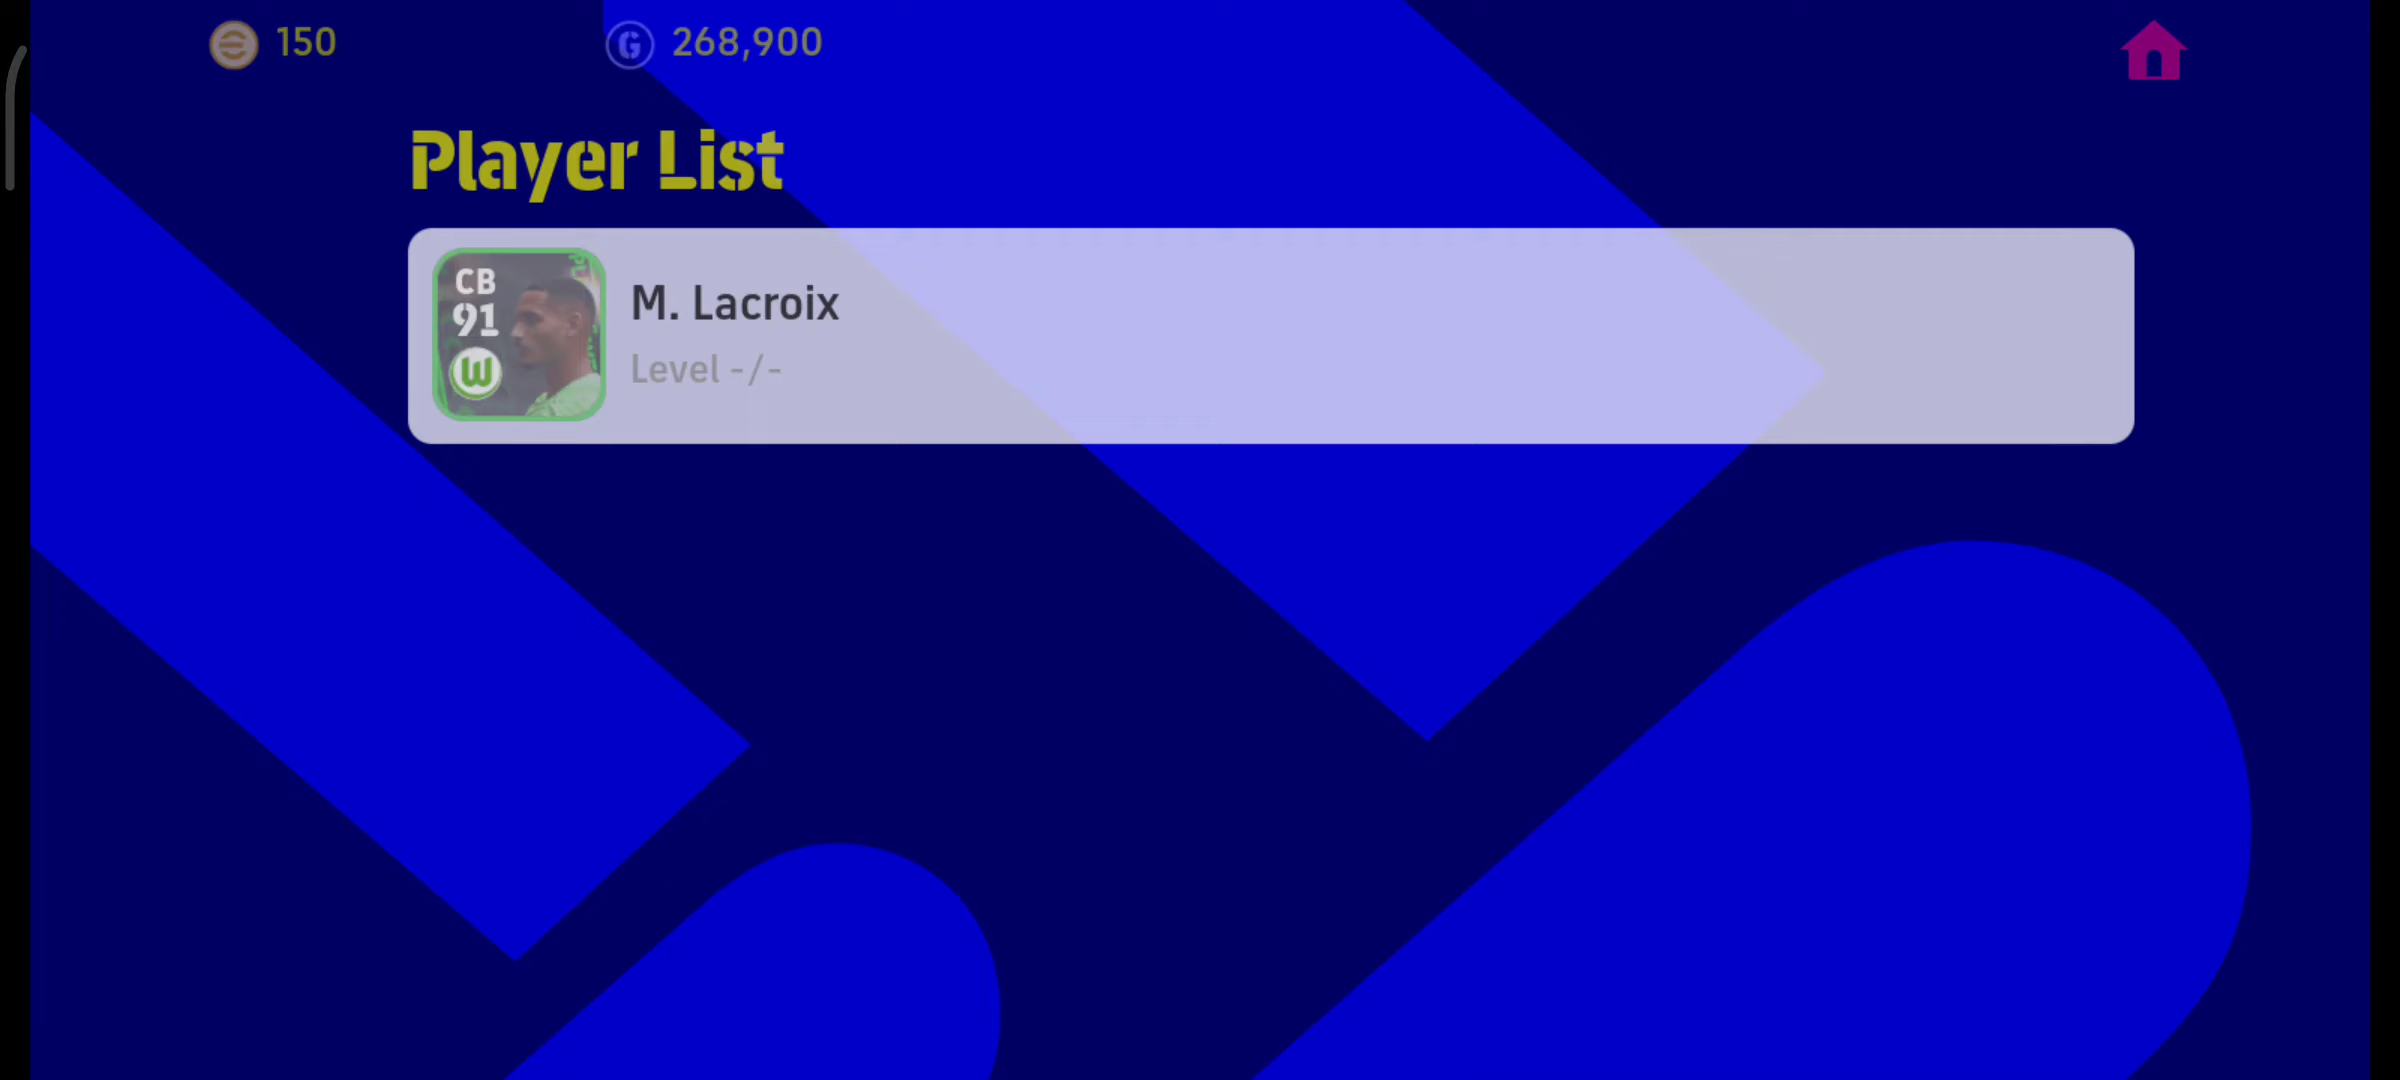 150
268,900
Player List
CB
91
M. Lacroix
Level -/-